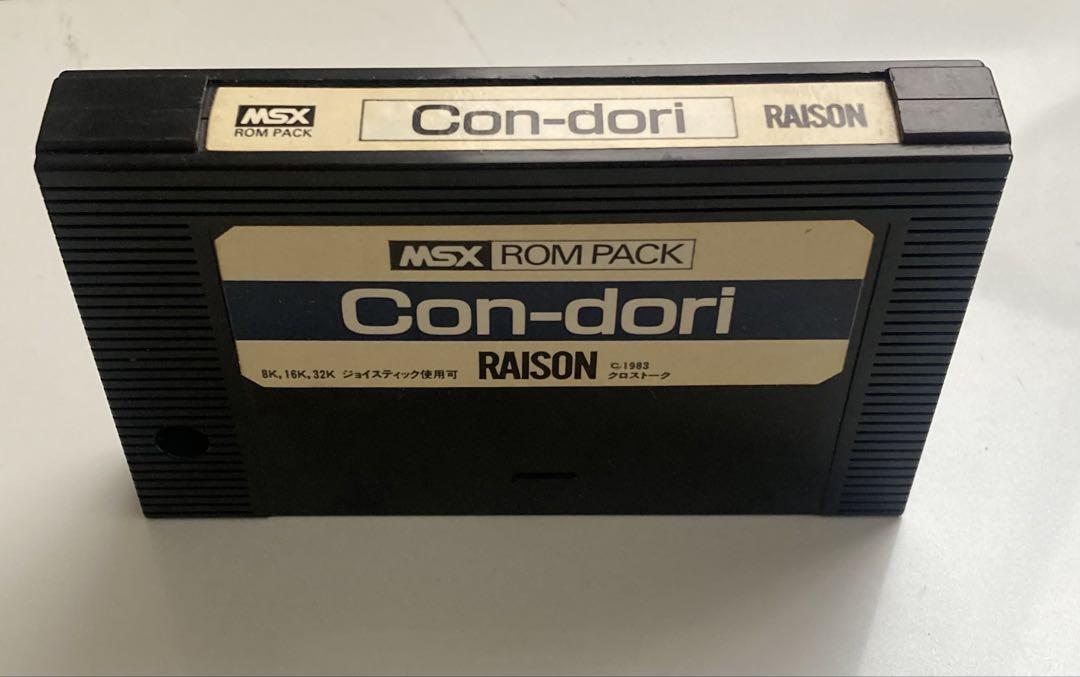 MSX
ROM PACK
Con-dori
RAISON
MSX ROM PACK
Con-dori
8K, 16K, 32K ジョイスティック使用可
RAISON
©1983
クロストーク